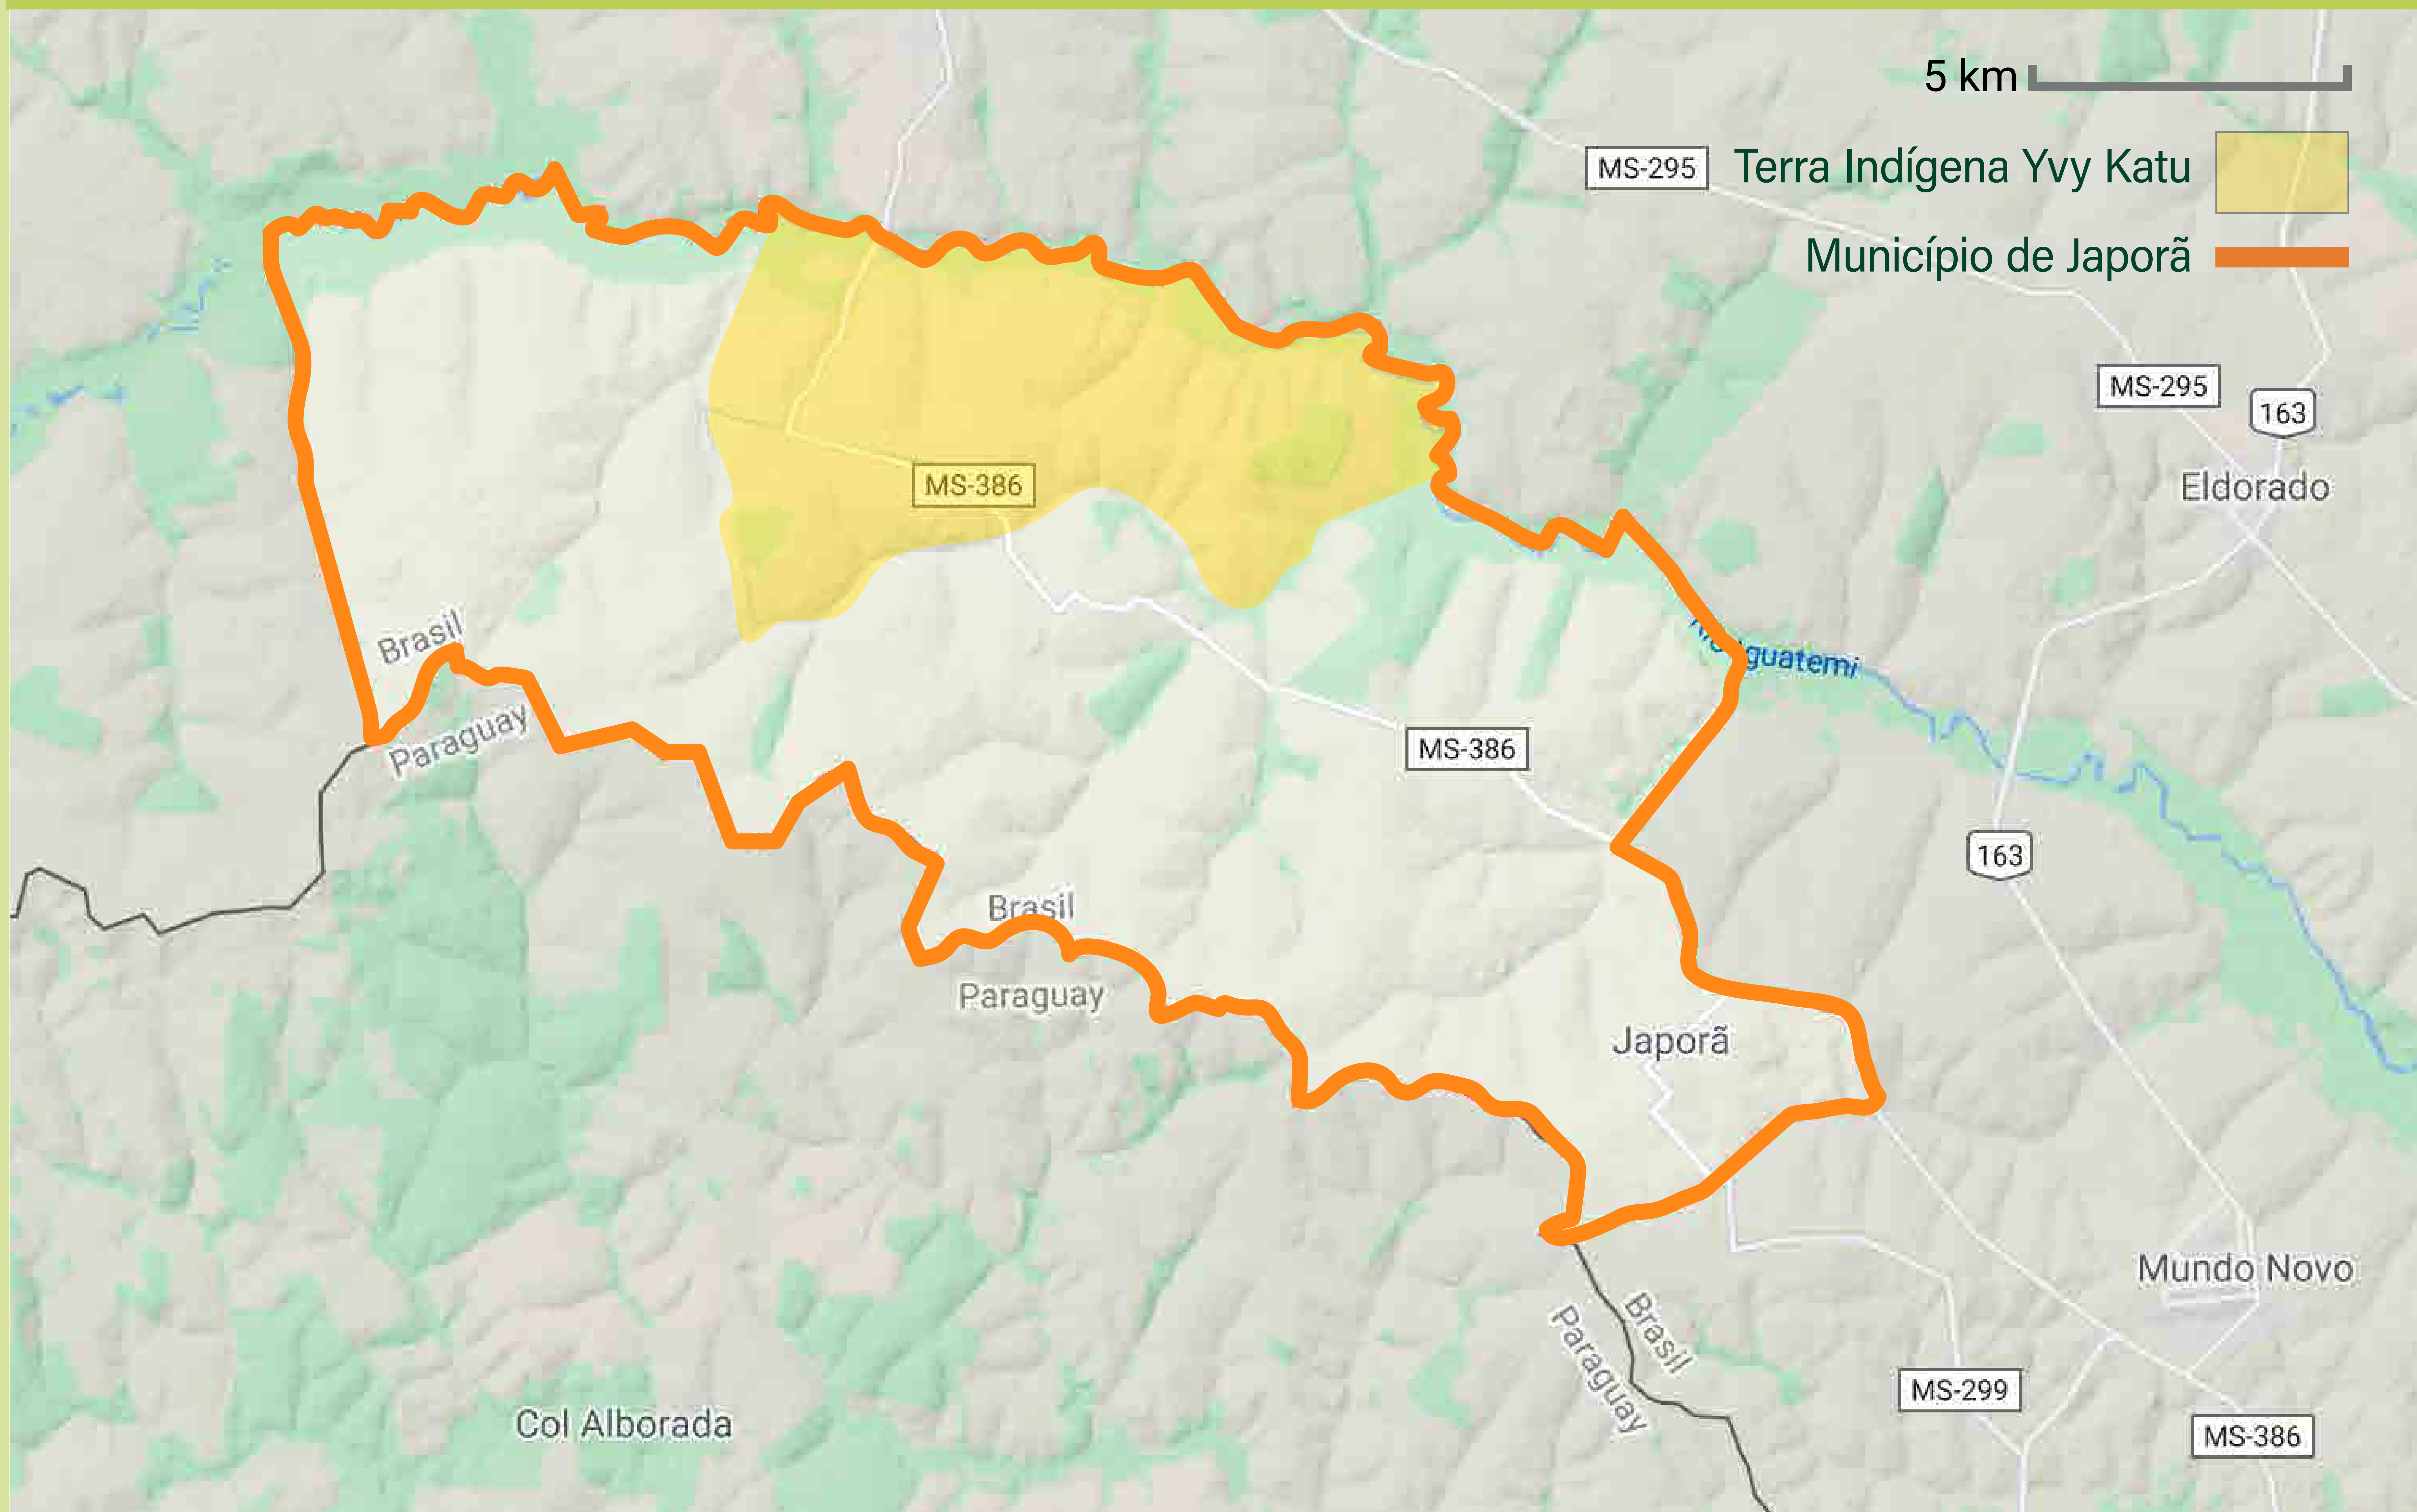 5 km
MS-295
Terra Indígena Yvy Katu
Município de Japorã
MS-295
163
Eldorado
MS-386
Brasil
Paraguay
guatemi
MS-386
163
Brasil
Paraguay
Japorã
Mundo Novo
Brasil
Paraguay
MS-299
Col Alborada
MS-386